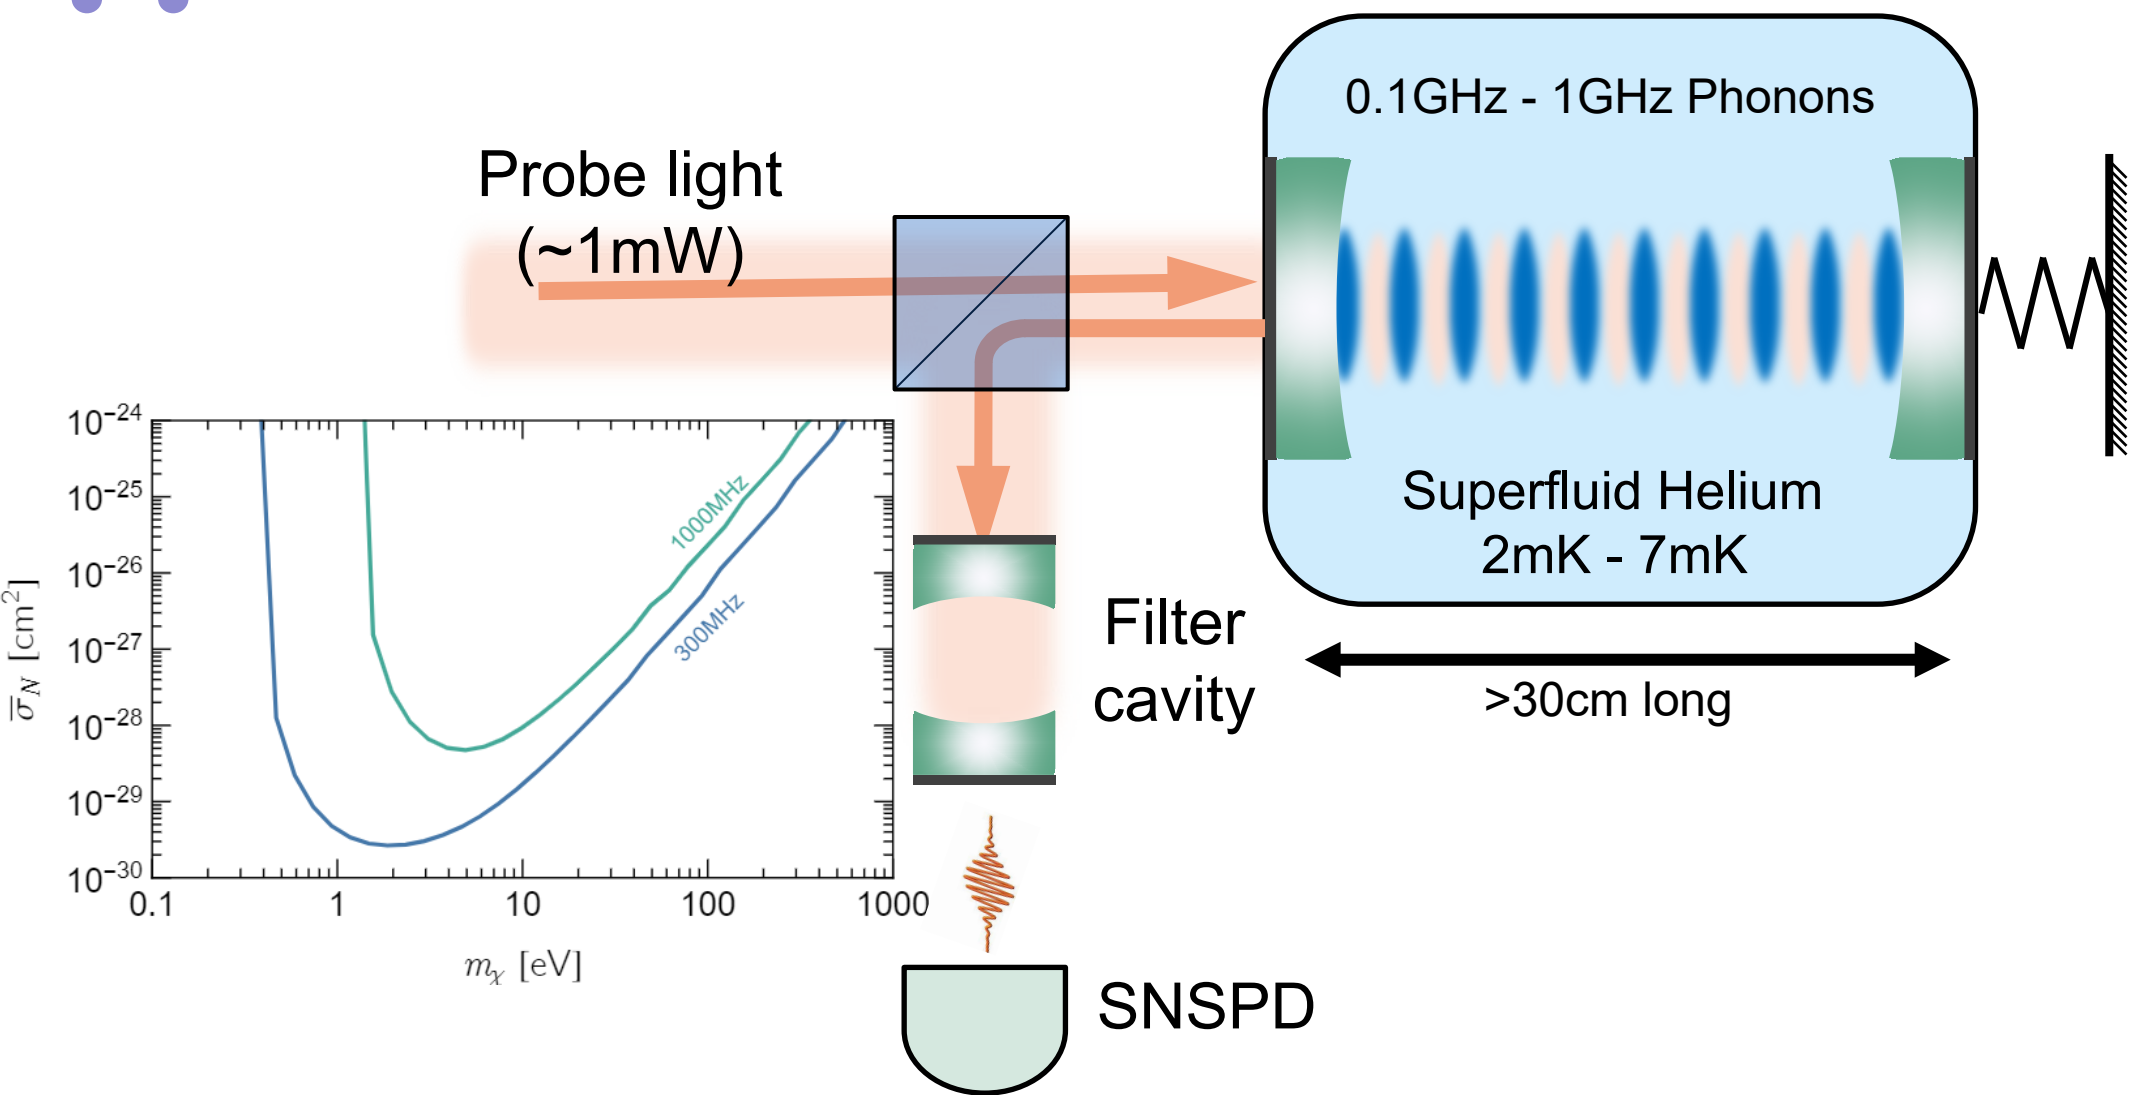 0.1GHz - 1GHz Phonons
Probe light
(~1mW)
Superfluid Helium
2mK - 7mK
>30cm long
Filter
cavity
SNSPD
10⁻²⁴
10⁻²⁵
10⁻²⁶
10⁻²⁷
10⁻²⁸
10⁻²⁹
10⁻³⁰
σ̅_N [cm²]
1000MHz
300MHz
0.1 1 10 100 1000
m_χ [eV]